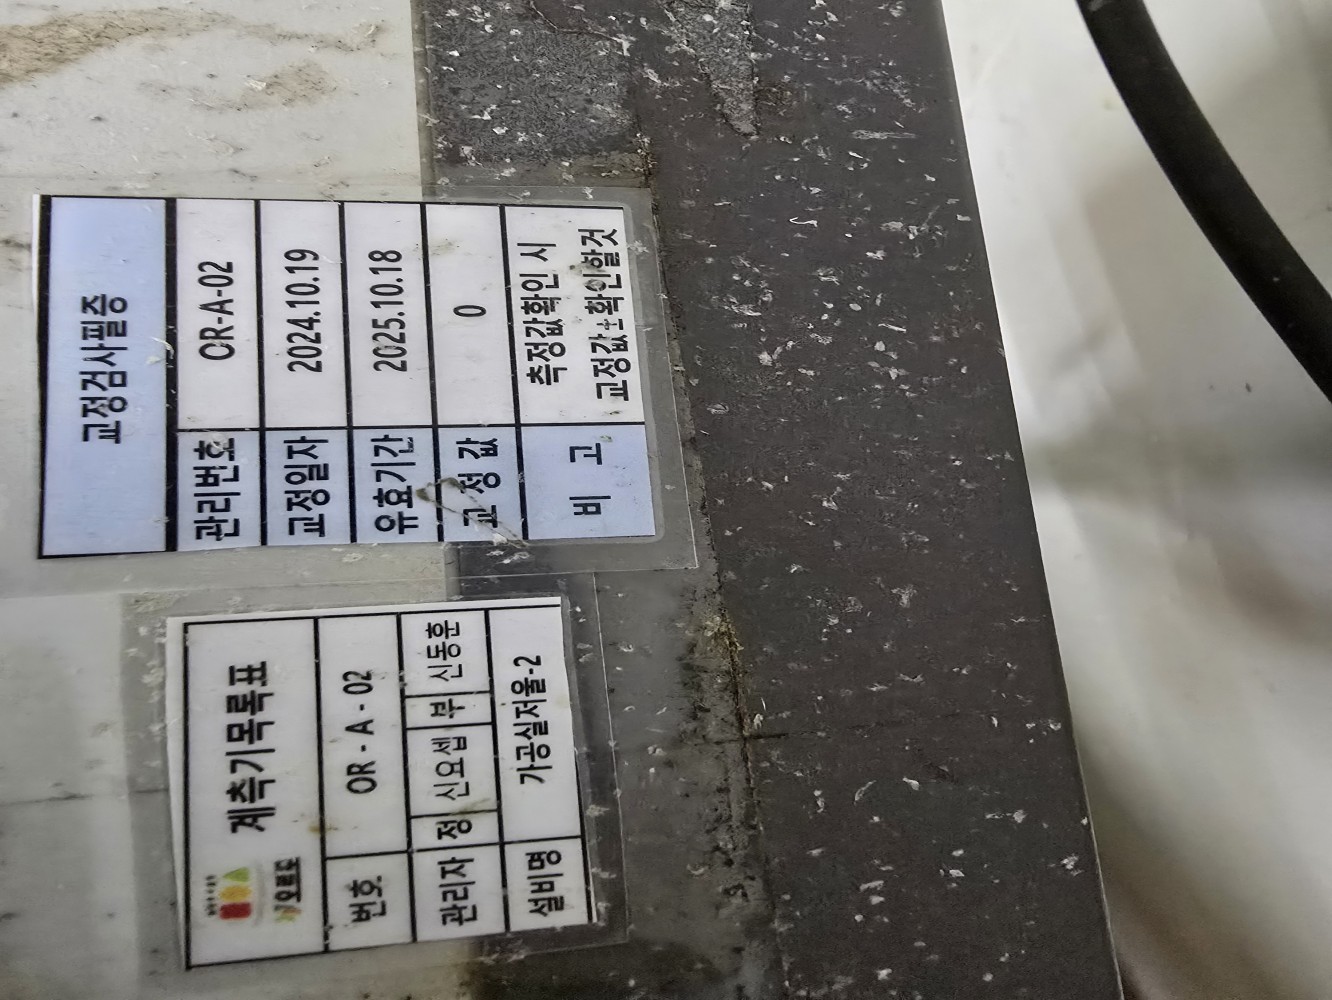 교정검사필증
관리번호 OR-A-02
교정일자 2024.10.19
유효기간 2025.10.18
교정값 0
비 고 측정값확인 시
교정값±확인할것
계측기목록표
번호 OR - A - 02
관리자 정 신요셉 부 신동훈
설비명 가공실저울-2